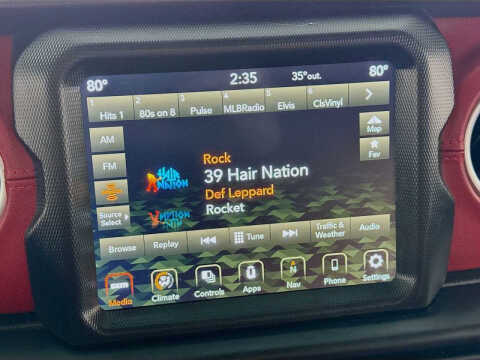 80° 2:35 35°out. 80°
1 Hits 1 2 80s on 8 3 Pulse 4 MLBRadio 5 Elvis 6 ClsVinyl
AM
Map
FM
Fav
Rock
HAIR NATION
39 Hair Nation
Def Leppard
Rocket
Source Select
Browse Replay Tune Traffic & Weather Audio
Media Climate Controls Apps Nav Phone Settings